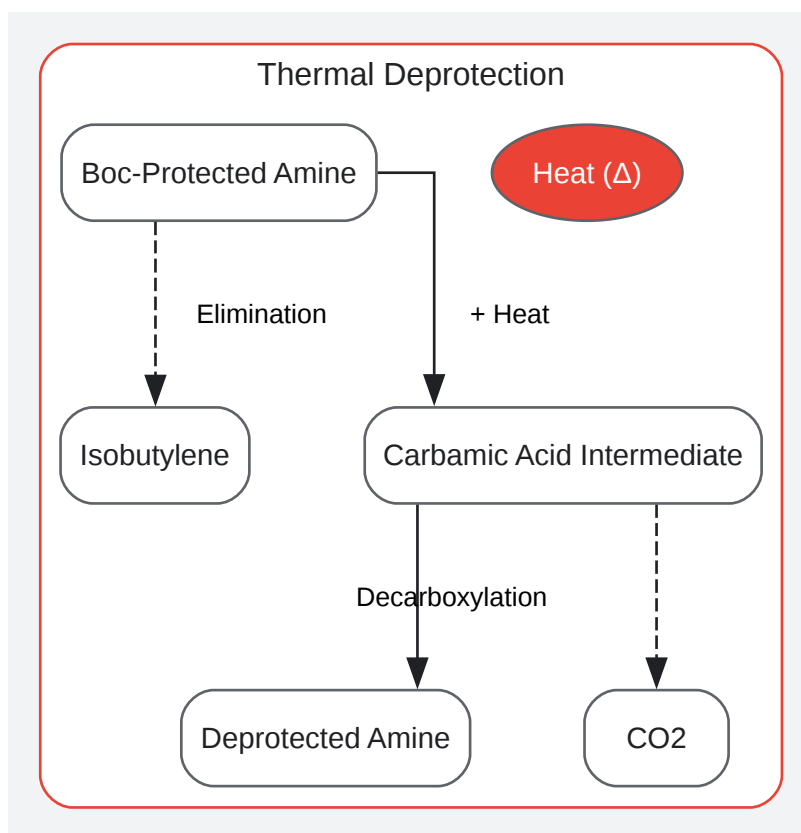 Thermal Deprotection
Boc-Protected Amine
Heat (Δ)
Elimination
+ Heat
Isobutylene
Carbamic Acid Intermediate
Decarboxylation
Deprotected Amine
CO2